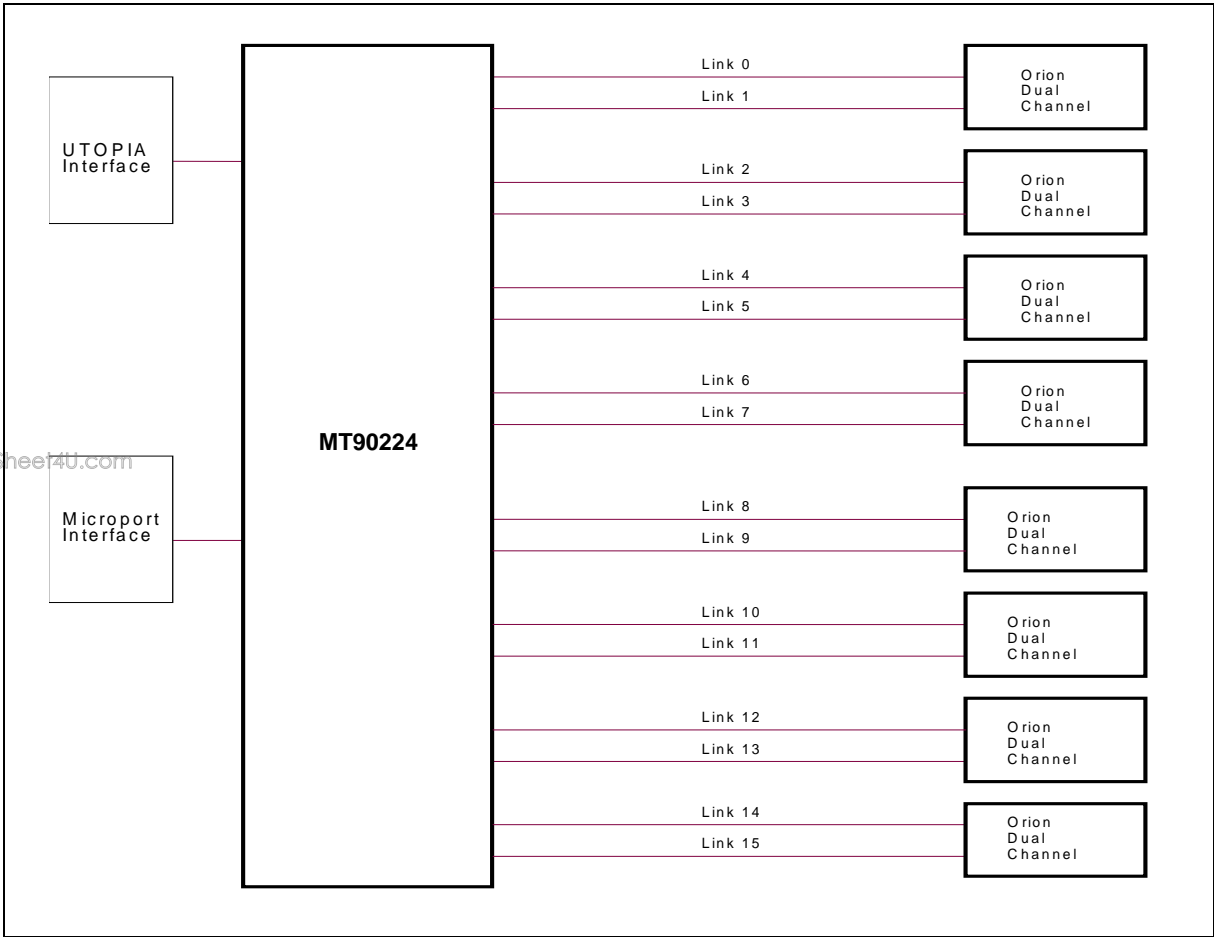 UTOPIA
Interface
Microport
Interface
MT90224
Link 0
Link 1
Orion
Dual
Channel
Link 2
Link 3
Orion
Dual
Channel
Link 4
Link 5
Orion
Dual
Channel
Link 6
Link 7
Orion
Dual
Channel
Link 8
Link 9
Orion
Dual
Channel
Link 10
Link 11
Orion
Dual
Channel
Link 12
Link 13
Orion
Dual
Channel
Link 14
Link 15
Orion
Dual
Channel
heet4U.com